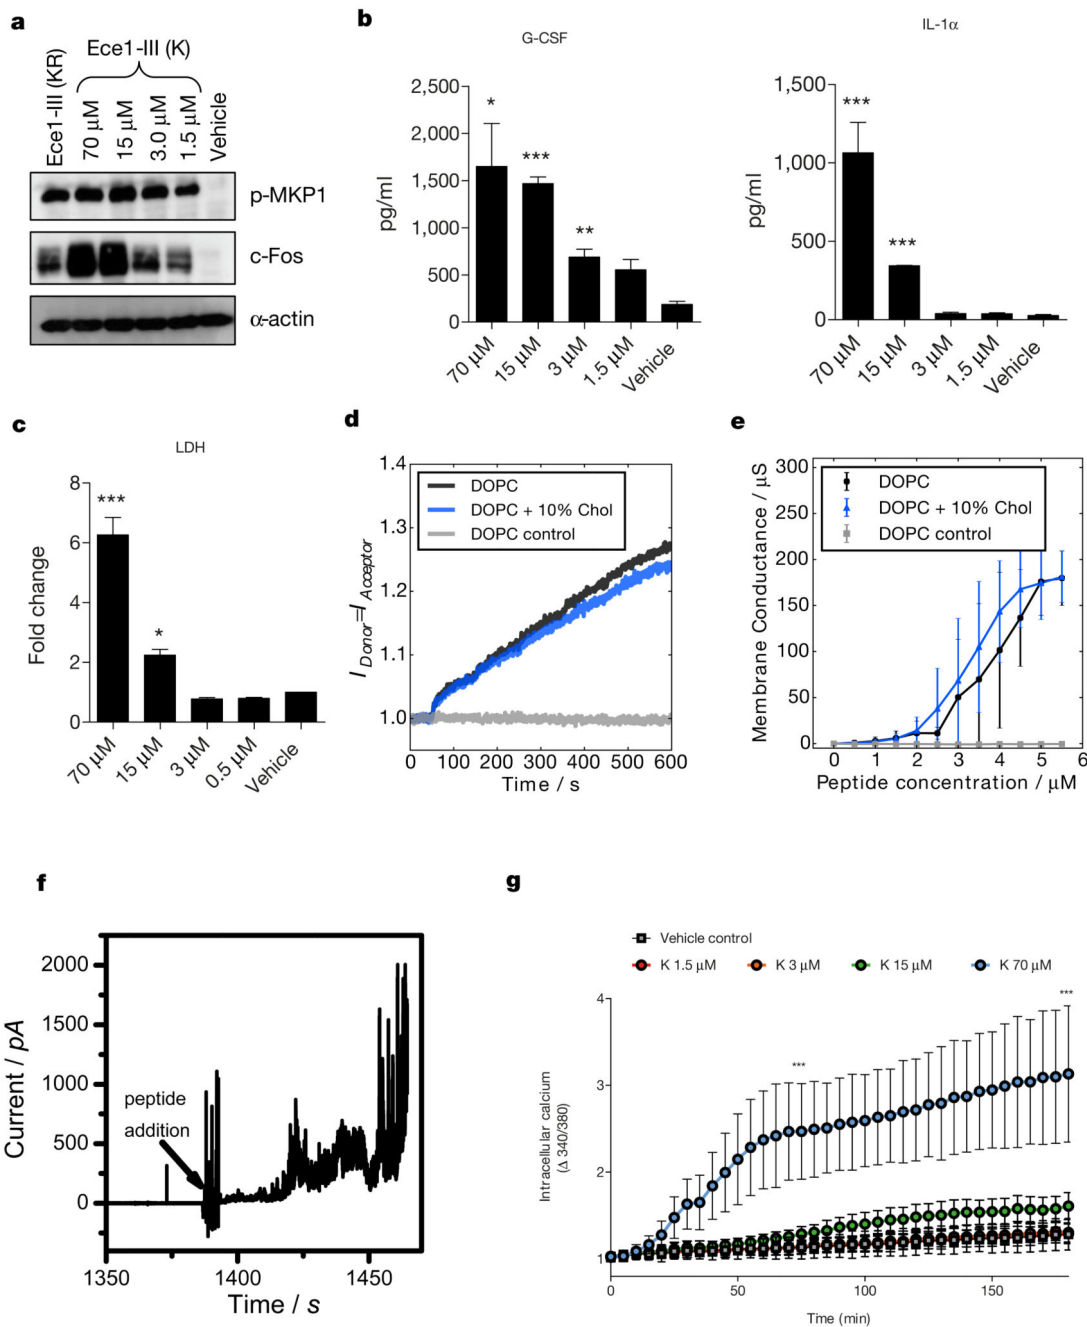 a
Ece1-III (K)
Ece1-III (KR)
70 µM
15 µM
3.0 µM
1.5 µM
Vehicle
p-MKP1
c-Fos
α-actin
b
G-CSF
2,500
2,000
1,500
1,000
500
0
pg/ml
*
***
**
70 µM
15 µM
3 µM
1.5 µM
Vehicle
IL-1α
1,500
1,000
500
0
pg/ml
***
***
70 µM
15 µM
3 µM
1.5 µM
Vehicle
c
LDH
8
6
4
2
0
Fold change
***
*
70 µM
15 µM
3 µM
0.5 µM
Vehicle
d
1.4
1.3
1.2
1.1
1.0
I Donor=I Acceptor
DOPC
DOPC + 10% Chol
DOPC control
0 100 200 300 400 500 600
Time / s
e
300
250
200
150
100
50
0
Membrane Conductance / µS
DOPC
DOPC + 10% Chol
DOPC control
0 1 2 3 4 5 6
Peptide concentration / µM
f
2000
1500
1000
500
0
Current / pA
peptide
addition
1350 1400 1450
Time / s
g
Vehicle control
K 1.5 µM K 3 µM K 15 µM K 70 µM
4
3
2
1
Intracellular calcium
(Δ 340/380)
***
***
0 50 100 150
Time (min)